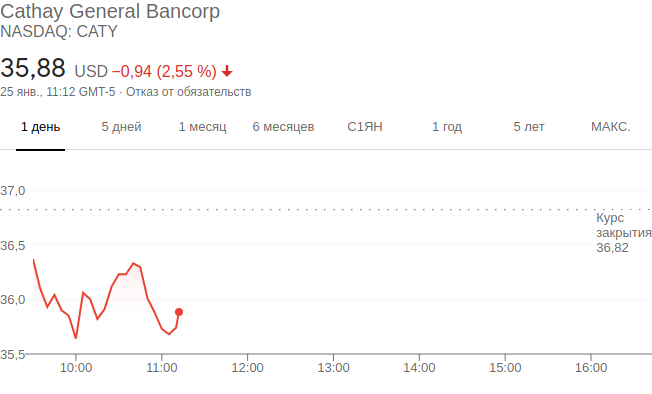 Cathay General Bancorp
NASDAQ: CATY
35,88 USD −0,94 (2,55 %)
25 янв., 11:12 GMT-5 · Отказ от обязательств
1 день 5 дней 1 месяц 6 месяцев С1ЯН 1 год 5 лет МАКС.
37,0
Курс
закрытия
36,82
36,5
36,0
35,5
10:00 11:00 12:00 13:00 14:00 15:00 16:00